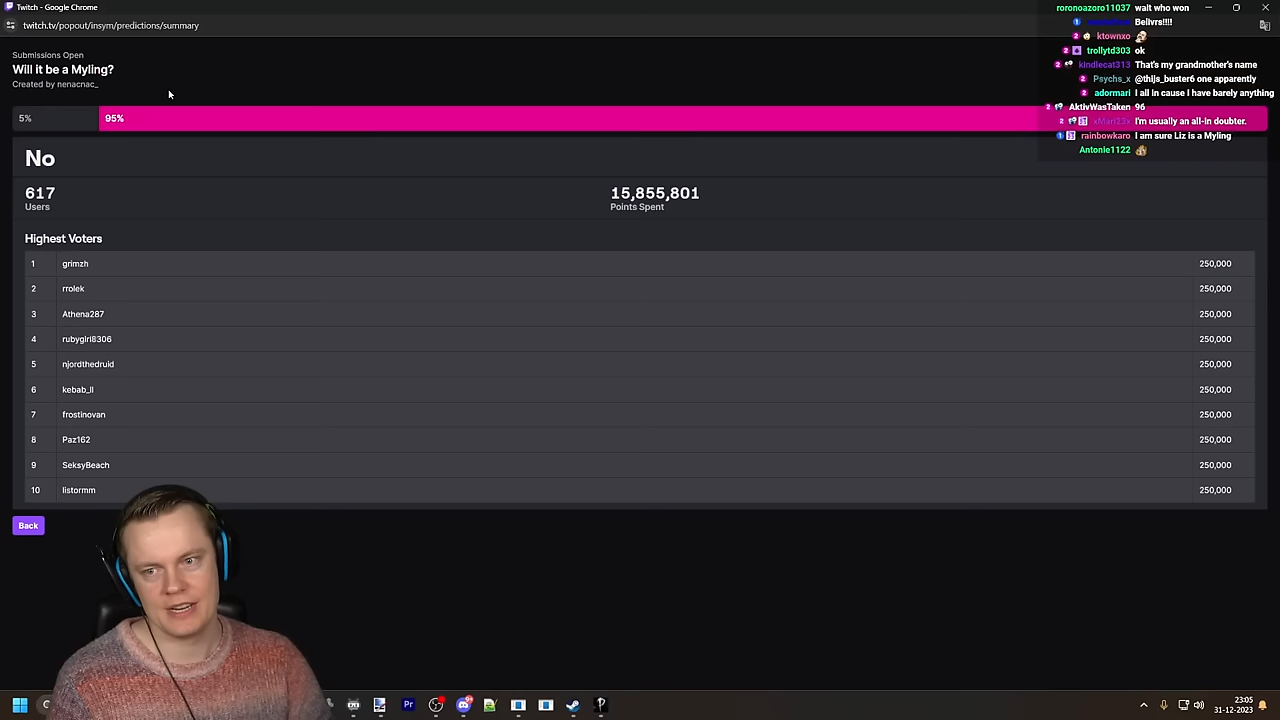 Twitch - Google Chrome
twitch.tv/popout/insym/predictions/summary
Submissions Open
Will it be a Myling?
Created by nenacnac_
5%
95%
No
617
Users
15,855,801
Points Spent
Highest Voters
1 grimzh 250,000
2 rrolek 250,000
3 Athena287 250,000
4 rubygirl8306 250,000
5 njordthedruid 250,000
6 kebab_ll 250,000
7 frostinovan 250,000
8 Paz162 250,000
9 SeksyBeach 250,000
10 listormm 250,000
Back
roronoazoro11037 wait who won
Belivrs!!!!
ktownxo
trollytd303 ok
kindlecat313 That's my grandmother's name
Psychs_x @thijs_buster6 one apparently
adormari I all in cause I have barely anything
AktivWasTaken 96
xMari23x I'm usually an all-in doubter.
rainbowkaro I am sure Liz is a Myling
Antonie1122
Pr
23:05
31-12-2023